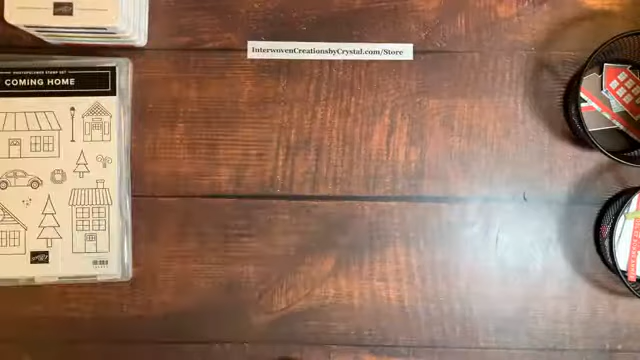 InterwovenCreationsbyCrystal.com/Store
PHOTOPOLYMER STAMP SET
COMING HOME